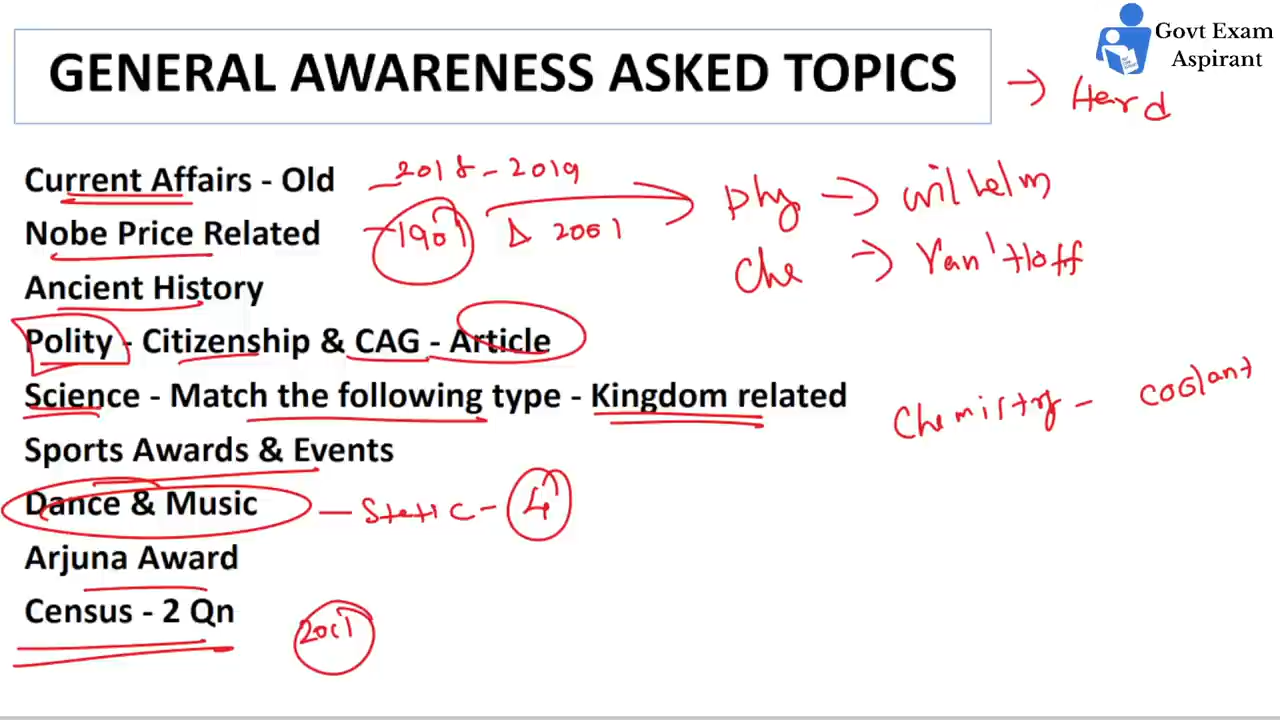 Govt Exam
Aspirant
GENERAL AWARENESS ASKED TOPICS → Hard
Current Affairs - Old - 2018 - 2019
Nobe Price Related - 1901 2001 Phy → wilhelm
Che → Van't Hoff
Ancient History
Polity - Citizenship & CAG - Article
Science - Match the following type - Kingdom related
Chemistry - coolant
Sports Awards & Events
Dance & Music - Static - 4
Arjuna Award
Census - 2 Qn